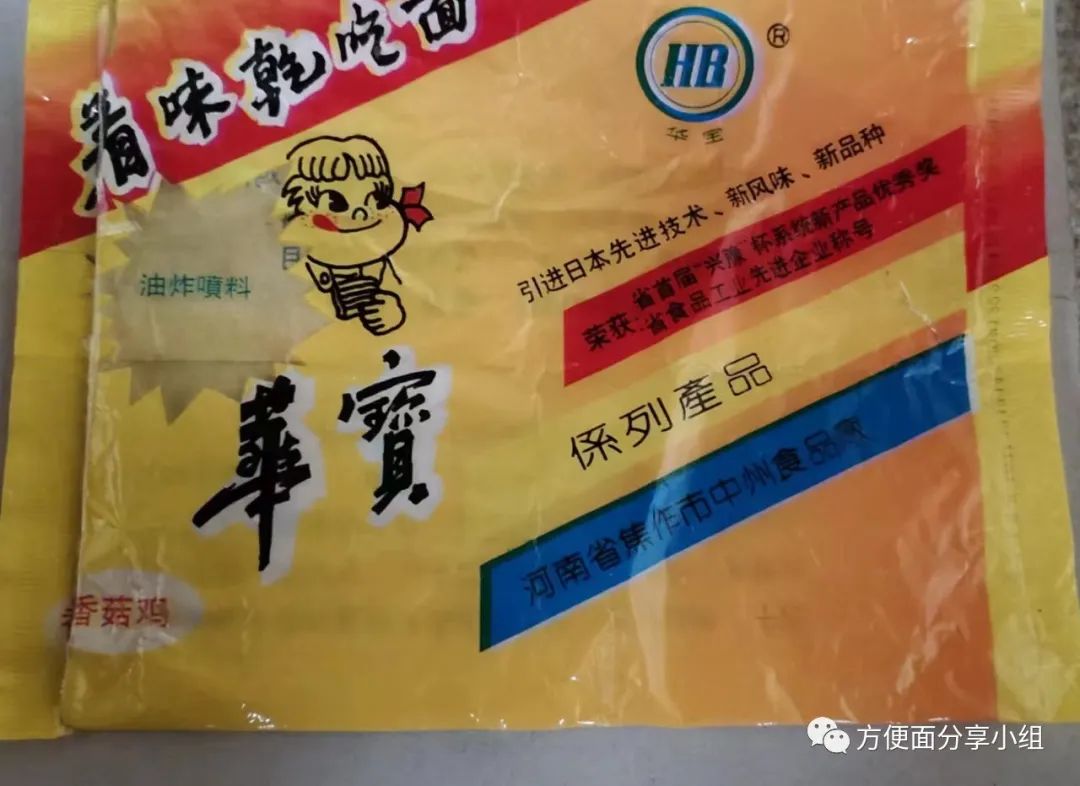 味乾吃面
HB
®
华宝
油炸噴料
引进日本先进技术、新风味、新品种
荣获:
省首届“兴豫”杯系统新产品优秀奖
省食品工业先进企业称号
華寶
係列產品
河南省焦作市中州食品
香菇鸡
方便面分享小组